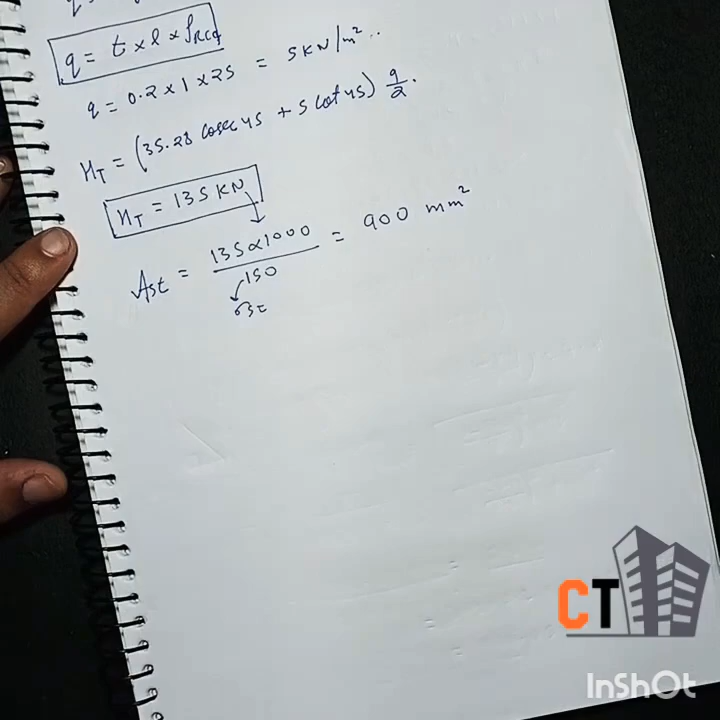 q = t × l × ρRCC
q = 0.2 × 1 × 25 = 5 KN/m²..
HT = (35.28 cosec 45 + 5 cot 45) q/2.
HT = 135 KN
Ast = 135×1000/150 = 900 mm²
σst
CT
InShOt